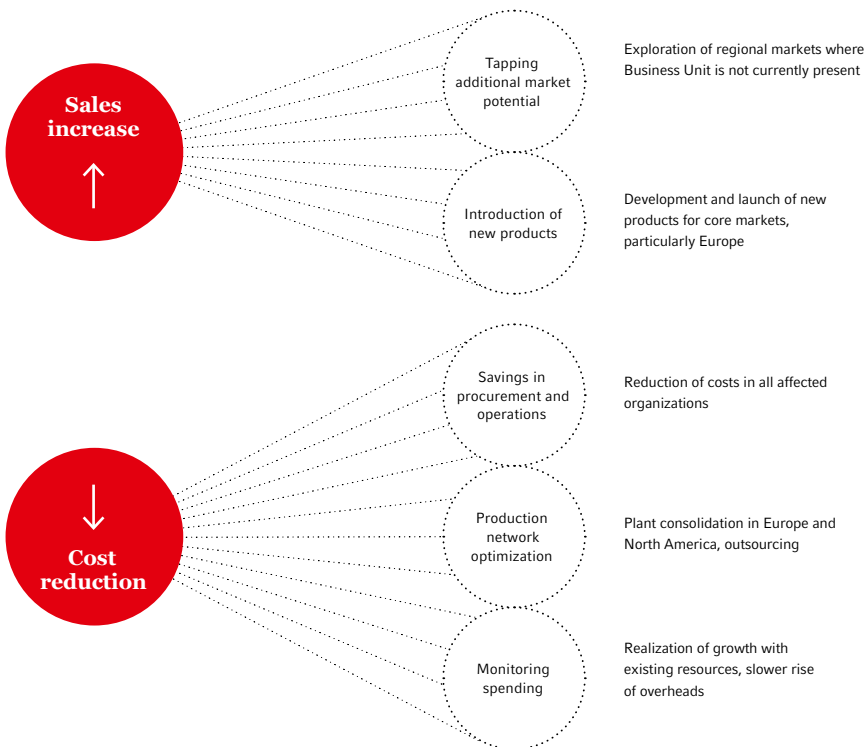 Sales
increase
Tapping
additional market
potential
Exploration of regional markets where
Business Unit is not currently present
Introduction of
new products
Development and launch of new
products for core markets,
particularly Europe
Cost
reduction
Savings in
procurement and
operations
Reduction of costs in all affected
organizations
Production
network
optimization
Plant consolidation in Europe and
North America, outsourcing
Monitoring
spending
Realization of growth with
existing resources, slower rise
of overheads